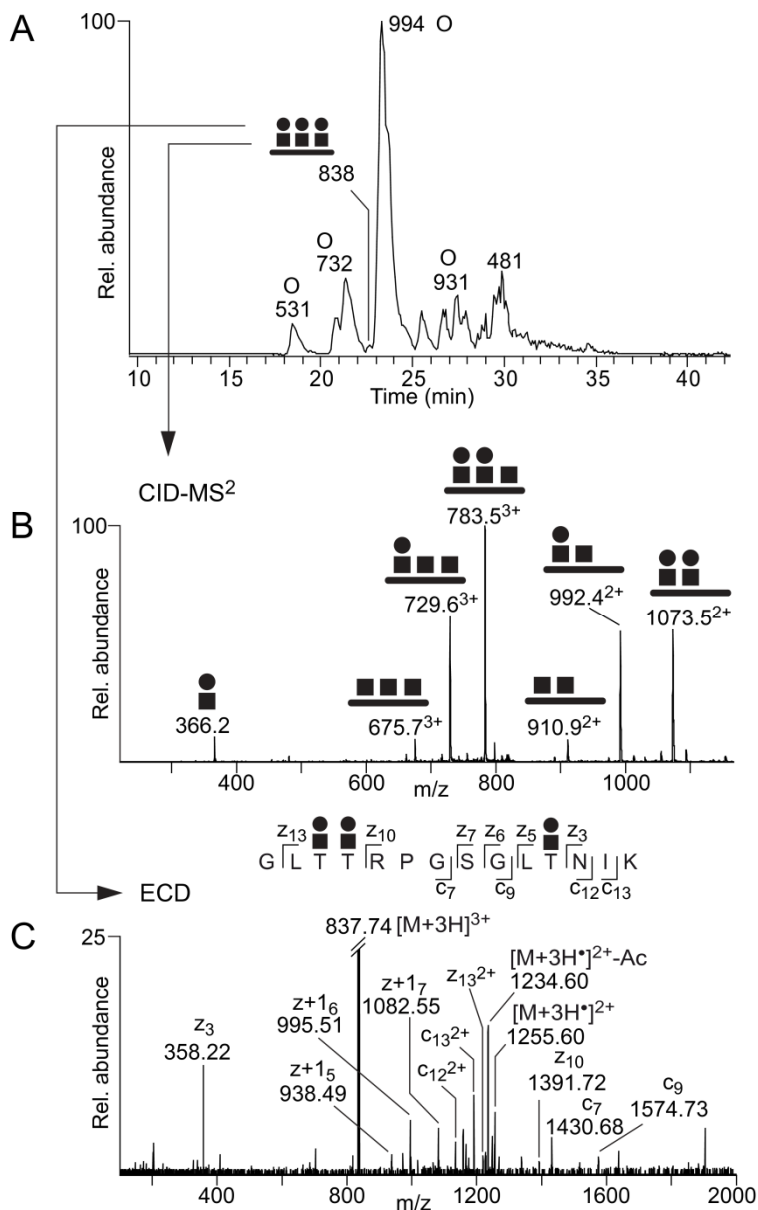 A
100
994 O
838
O
732
O
531
O
931
481
Rel. abundance
10 15 20 25 30 35 40
Time (min)
CID-MS²
B
100
783.5³⁺
729.6³⁺
992.4²⁺
1073.5²⁺
366.2
675.7³⁺
910.9²⁺
Rel. abundance
400 600 800 1000
m/z
z₁₃ z₁₀ z₇ z₆ z₅ z₃
G L T T R P G S G L T N I K
c₇ c₉ c₁₂ c₁₃
ECD
C
25
837.74 [M+3H]³⁺
z₁₃²⁺
[M+3H•]²⁺-Ac
1234.60
z+1₇
1082.55
[M+3H•]²⁺
1255.60
z+1₆
995.51
z₃
358.22
c₁₃²⁺
z₁₀
1391.72
z+1₅
938.49
c₁₂²⁺
c₇
1430.68
c₉
1574.73
Rel. abundance
400 800 1200 1600 2000
m/z